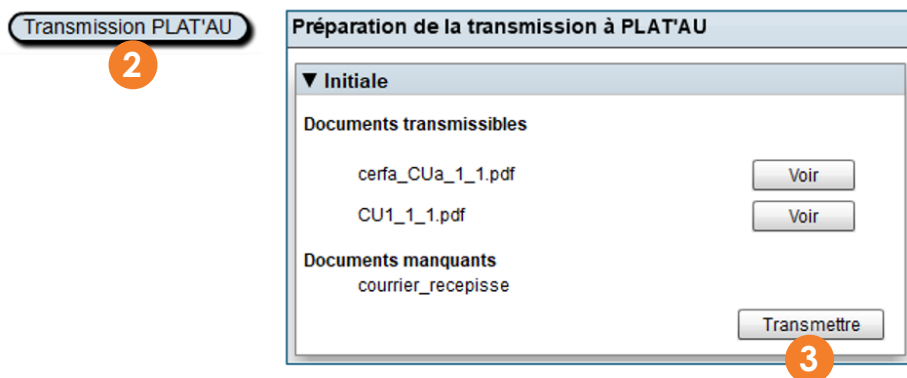 Transmission PLAT'AU
2
Préparation de la transmission à PLAT'AU
▼ Initiale
Documents transmissibles
cerfa_CUa_1_1.pdf Voir
CU1_1_1.pdf Voir
Documents manquants
courrier_recepisse
Transmettre
3